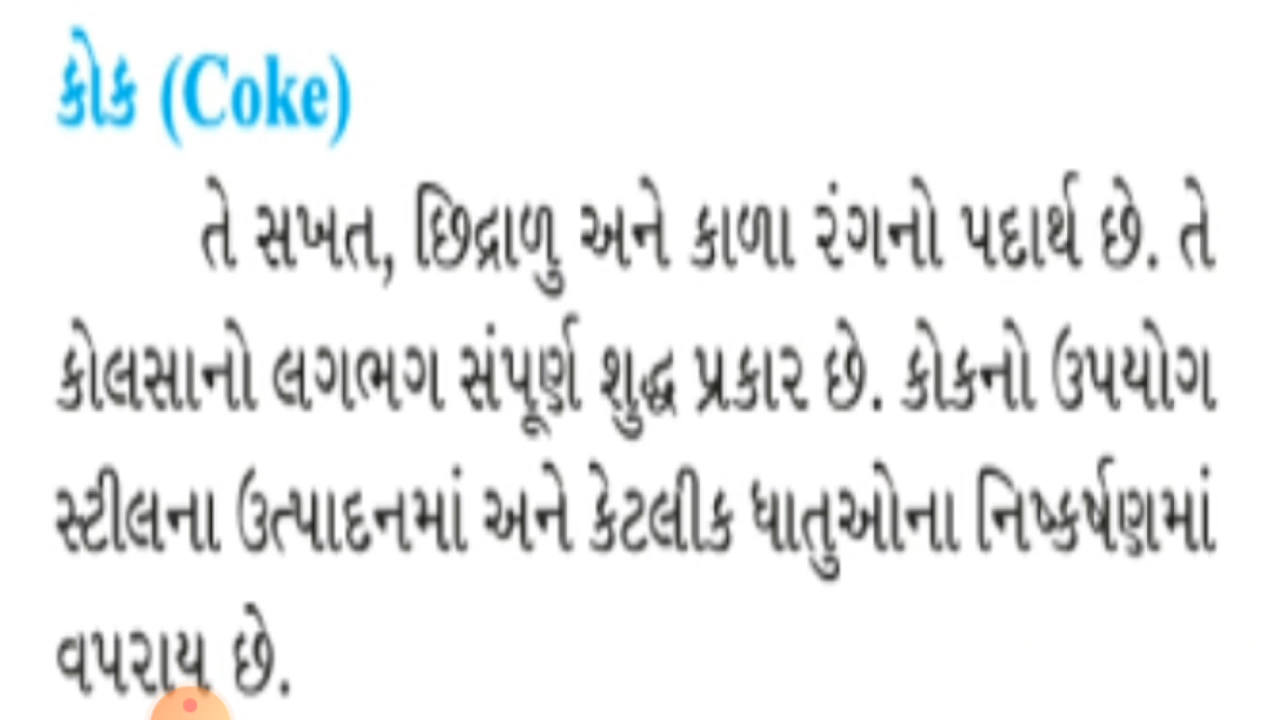 કોક (Coke)
તે સખત, છિદ્રાળુ અને કાળા રંગનો પદાર્થ છે. તે
કોલસાનો લગભગ સંપૂર્ણ શુદ્ધ પ્રકાર છે. કોકનો ઉપયોગ
સ્ટીલના ઉત્પાદનમાં અને કેટલીક ધાતુઓના નિષ્કર્ષણમાં
વપરાય છે.